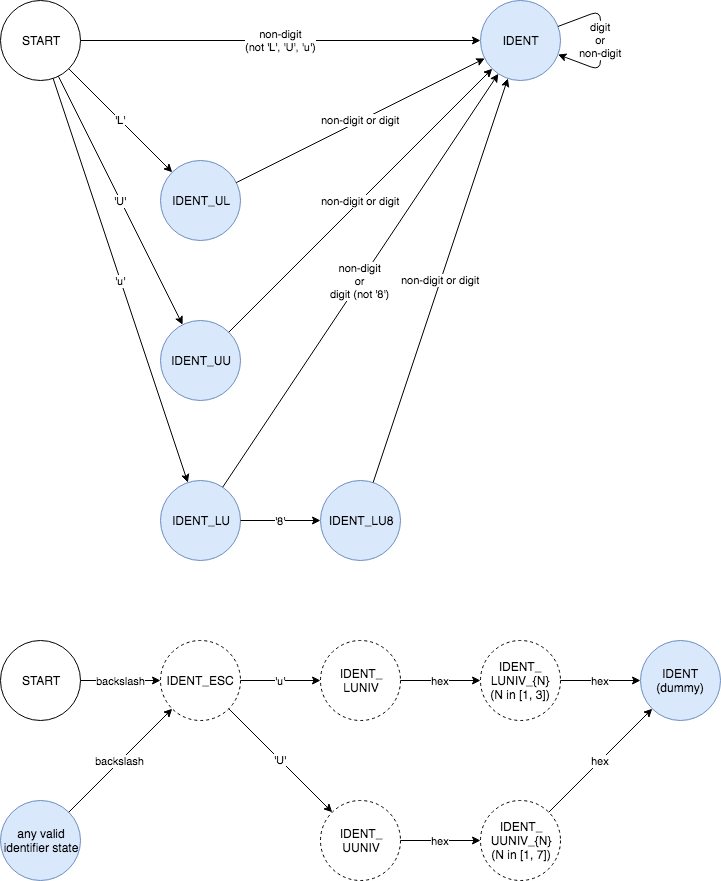 START
non-digit
(not 'L', 'U', 'u')
IDENT
digit
or
non-digit
'L'
non-digit or digit
IDENT_UL
'U'
non-digit or digit
'u'
non-digit
or
digit (not '8')
non-digit or digit
IDENT_UU
IDENT_LU
'8'
IDENT_LU8
START
backslash
IDENT_ESC
'u'
IDENT_
LUNIV
hex
IDENT_
LUNIV_{N}
(N in [1, 3])
hex
IDENT
(dummy)
backslash
'U'
hex
any valid
identifier state
IDENT_
UUNIV
hex
IDENT_
UUNIV_{N}
(N in [1, 7])